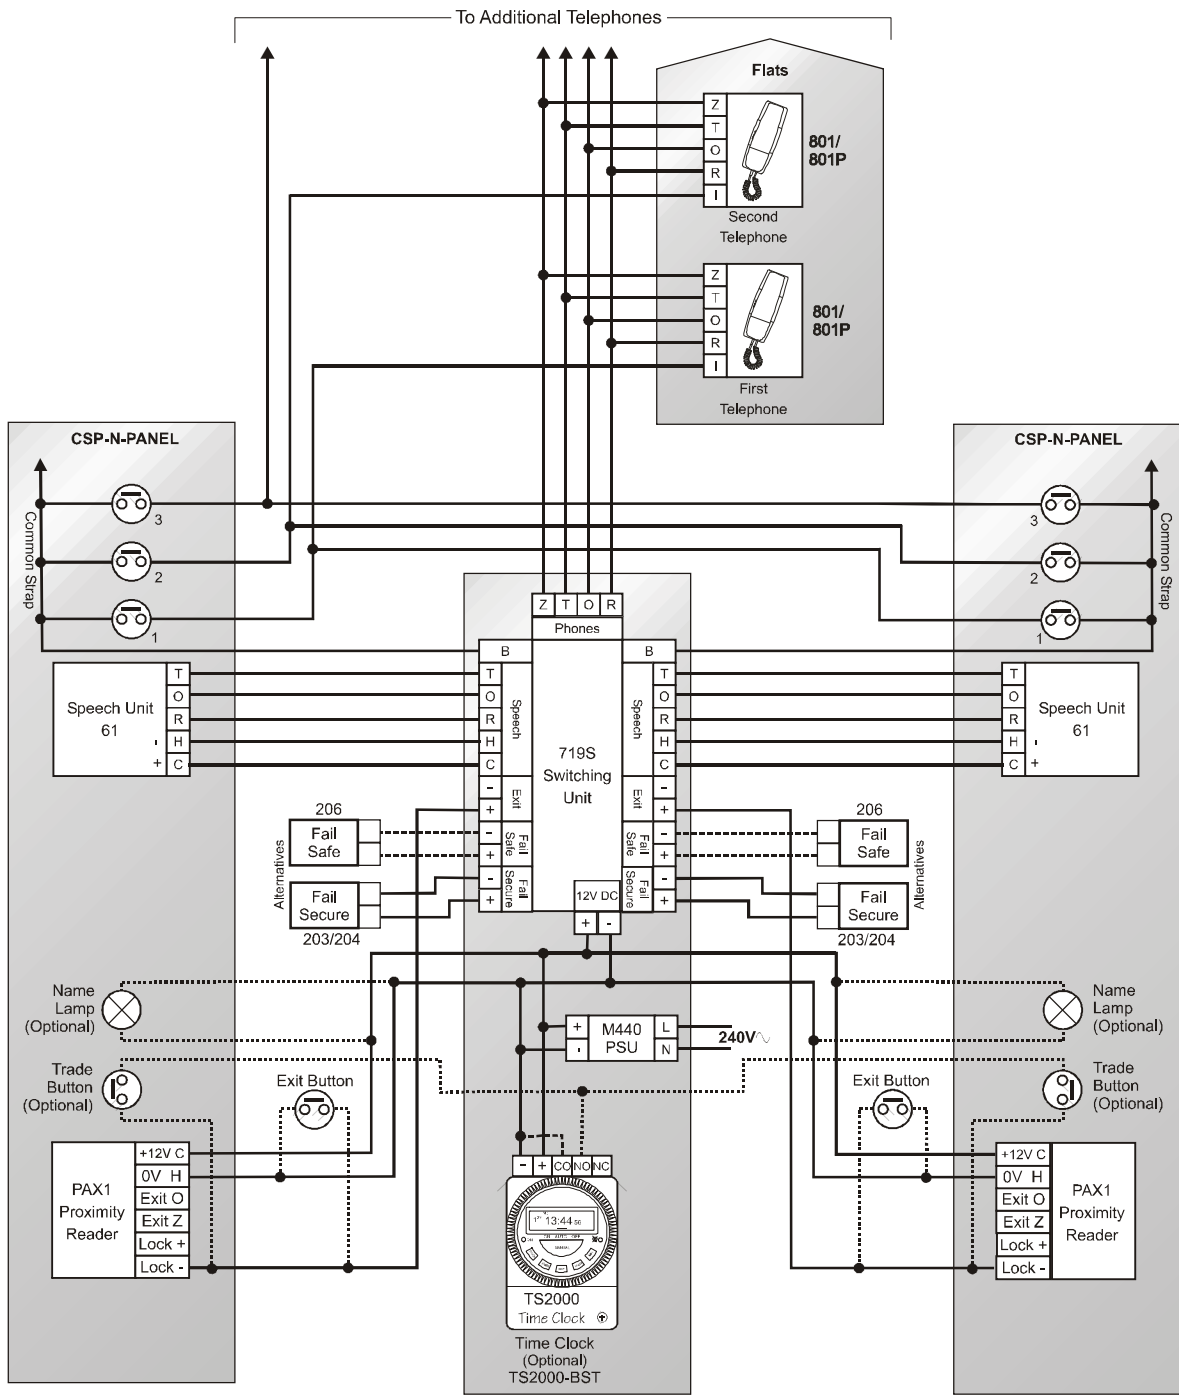 To Additional Telephones
Flats
Z
T
O
R
I
801/
801P
Second
Telephone
Z
T
O
R
I
801/
801P
First
Telephone
CSP-N-PANEL
CSP-N-PANEL
Common Strap
3
2
1
3
2
1
Common Strap
Z T O R
Phones
B
B
Speech Unit
61
-
+
T
O
R
H
C
T
O
R
H
C
Speech
-
+
Exit
-
+
Fail
Safe
-
+
Fail
Secure
719S
Switching
Unit
12V DC
+ -
Speech
Exit
Fail
Safe
Fail
Secure
T
O
R
H
C
-
+
-
+
-
+
T
O
R
H
C
-
+
Speech Unit
61
Alternatives
206
Fail
Safe
Fail
Secure
203/204
206
Fail
Safe
Fail
Secure
203/204
Alternatives
Name
Lamp
(Optional)
Name
Lamp
(Optional)
+
-
M440
PSU
L
N
240V~
Trade
Button
(Optional)
Exit Button
Exit Button
Trade
Button
(Optional)
PAX1
Proximity
Reader
+12V C
0V H
Exit O
Exit Z
Lock +
Lock -
- + CO NO NC
13:44 56
ON AUTO OFF
TS2000
Time Clock
Time Clock
(Optional)
TS2000-BST
+12V C
0V H
Exit O
Exit Z
Lock +
Lock -
PAX1
Proximity
Reader